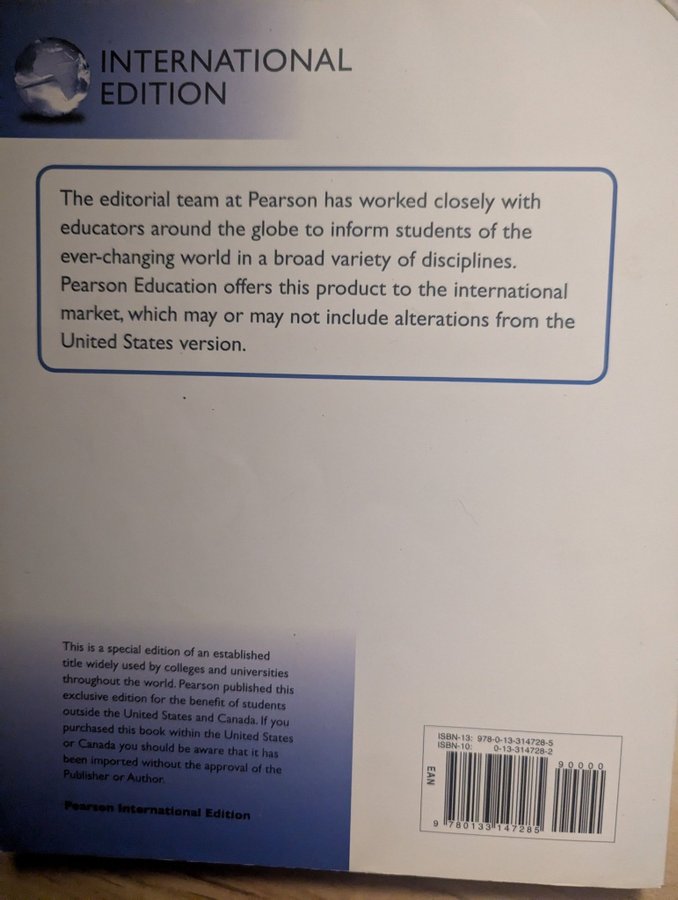 INTERNATIONAL
EDITION
The editorial team at Pearson has worked closely with
educators around the globe to inform students of the
ever-changing world in a broad variety of disciplines.
Pearson Education offers this product to the international
market, which may or may not include alterations from the
United States version.
This is a special edition of an established
title widely used by colleges and universities
throughout the world. Pearson published this
exclusive edition for the benefit of students
outside the United States and Canada. If you
purchased this book within the United States
or Canada you should be aware that it has
been imported without the approval of the
Publisher or Author.
Pearson International Edition
ISBN-13: 978-0-13-314728-5
ISBN-10: 0-13-314728-2
90000
EAN
9 780133 147285